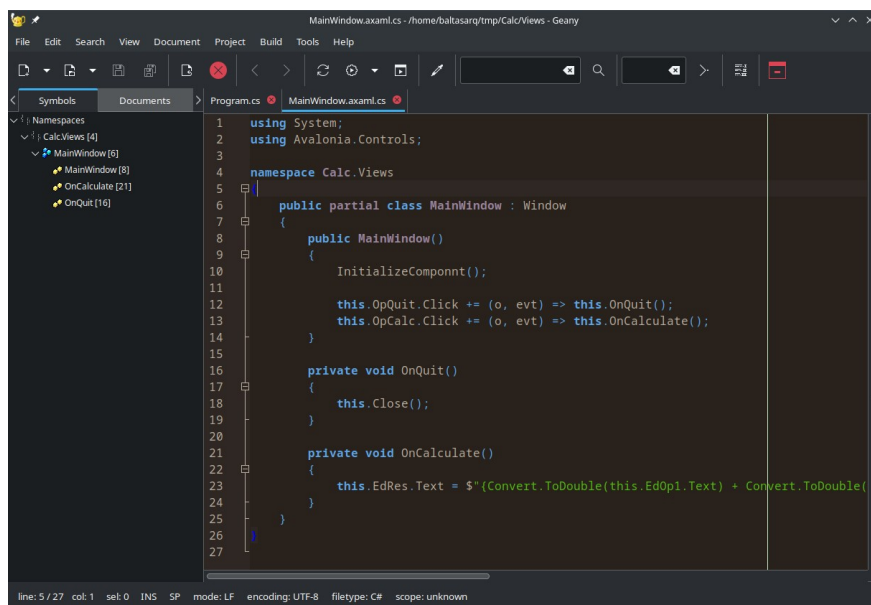 MainWindow.axaml.cs - /home/baltasarq/tmp/Calc/Views - Geany
File Edit Search View Document Project Build Tools Help
Symbols Documents Program.cs MainWindow.axaml.cs
Namespaces
Calc.Views [4]
MainWindow [6]
MainWindow [8]
OnCalculate [21]
OnQuit [16]
1 using System;
2 using Avalonia.Controls;
3
4 namespace Calc.Views
5 {
6 public partial class MainWindow : Window
7 {
8 public MainWindow()
9 {
10 InitializeComponnt();
11
12 this.OpQuit.Click += (o, evt) => this.OnQuit();
13 this.OpCalc.Click += (o, evt) => this.OnCalculate();
14 }
15
16 private void OnQuit()
17 {
18 this.Close();
19 }
20
21 private void OnCalculate()
22 {
23 this.EdRes.Text = $"{Convert.ToDouble(this.EdOp1.Text) + Convert.ToDouble(
24 }
25 }
26 }
27
line: 5 / 27 col: 1 sel: 0 INS SP mode: LF encoding: UTF-8 filetype: C# scope: unknown